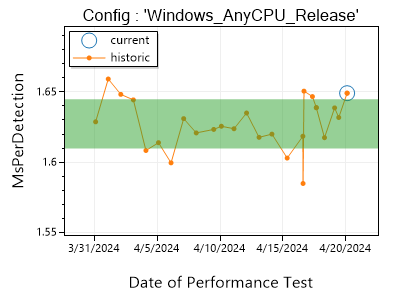 Config : 'Windows_AnyCPU_Release'
current
historic
MsPerDetection
1.65
1.6
1.55
3/31/2024 4/5/2024 4/10/2024 4/15/2024 4/20/2024
Date of Performance Test